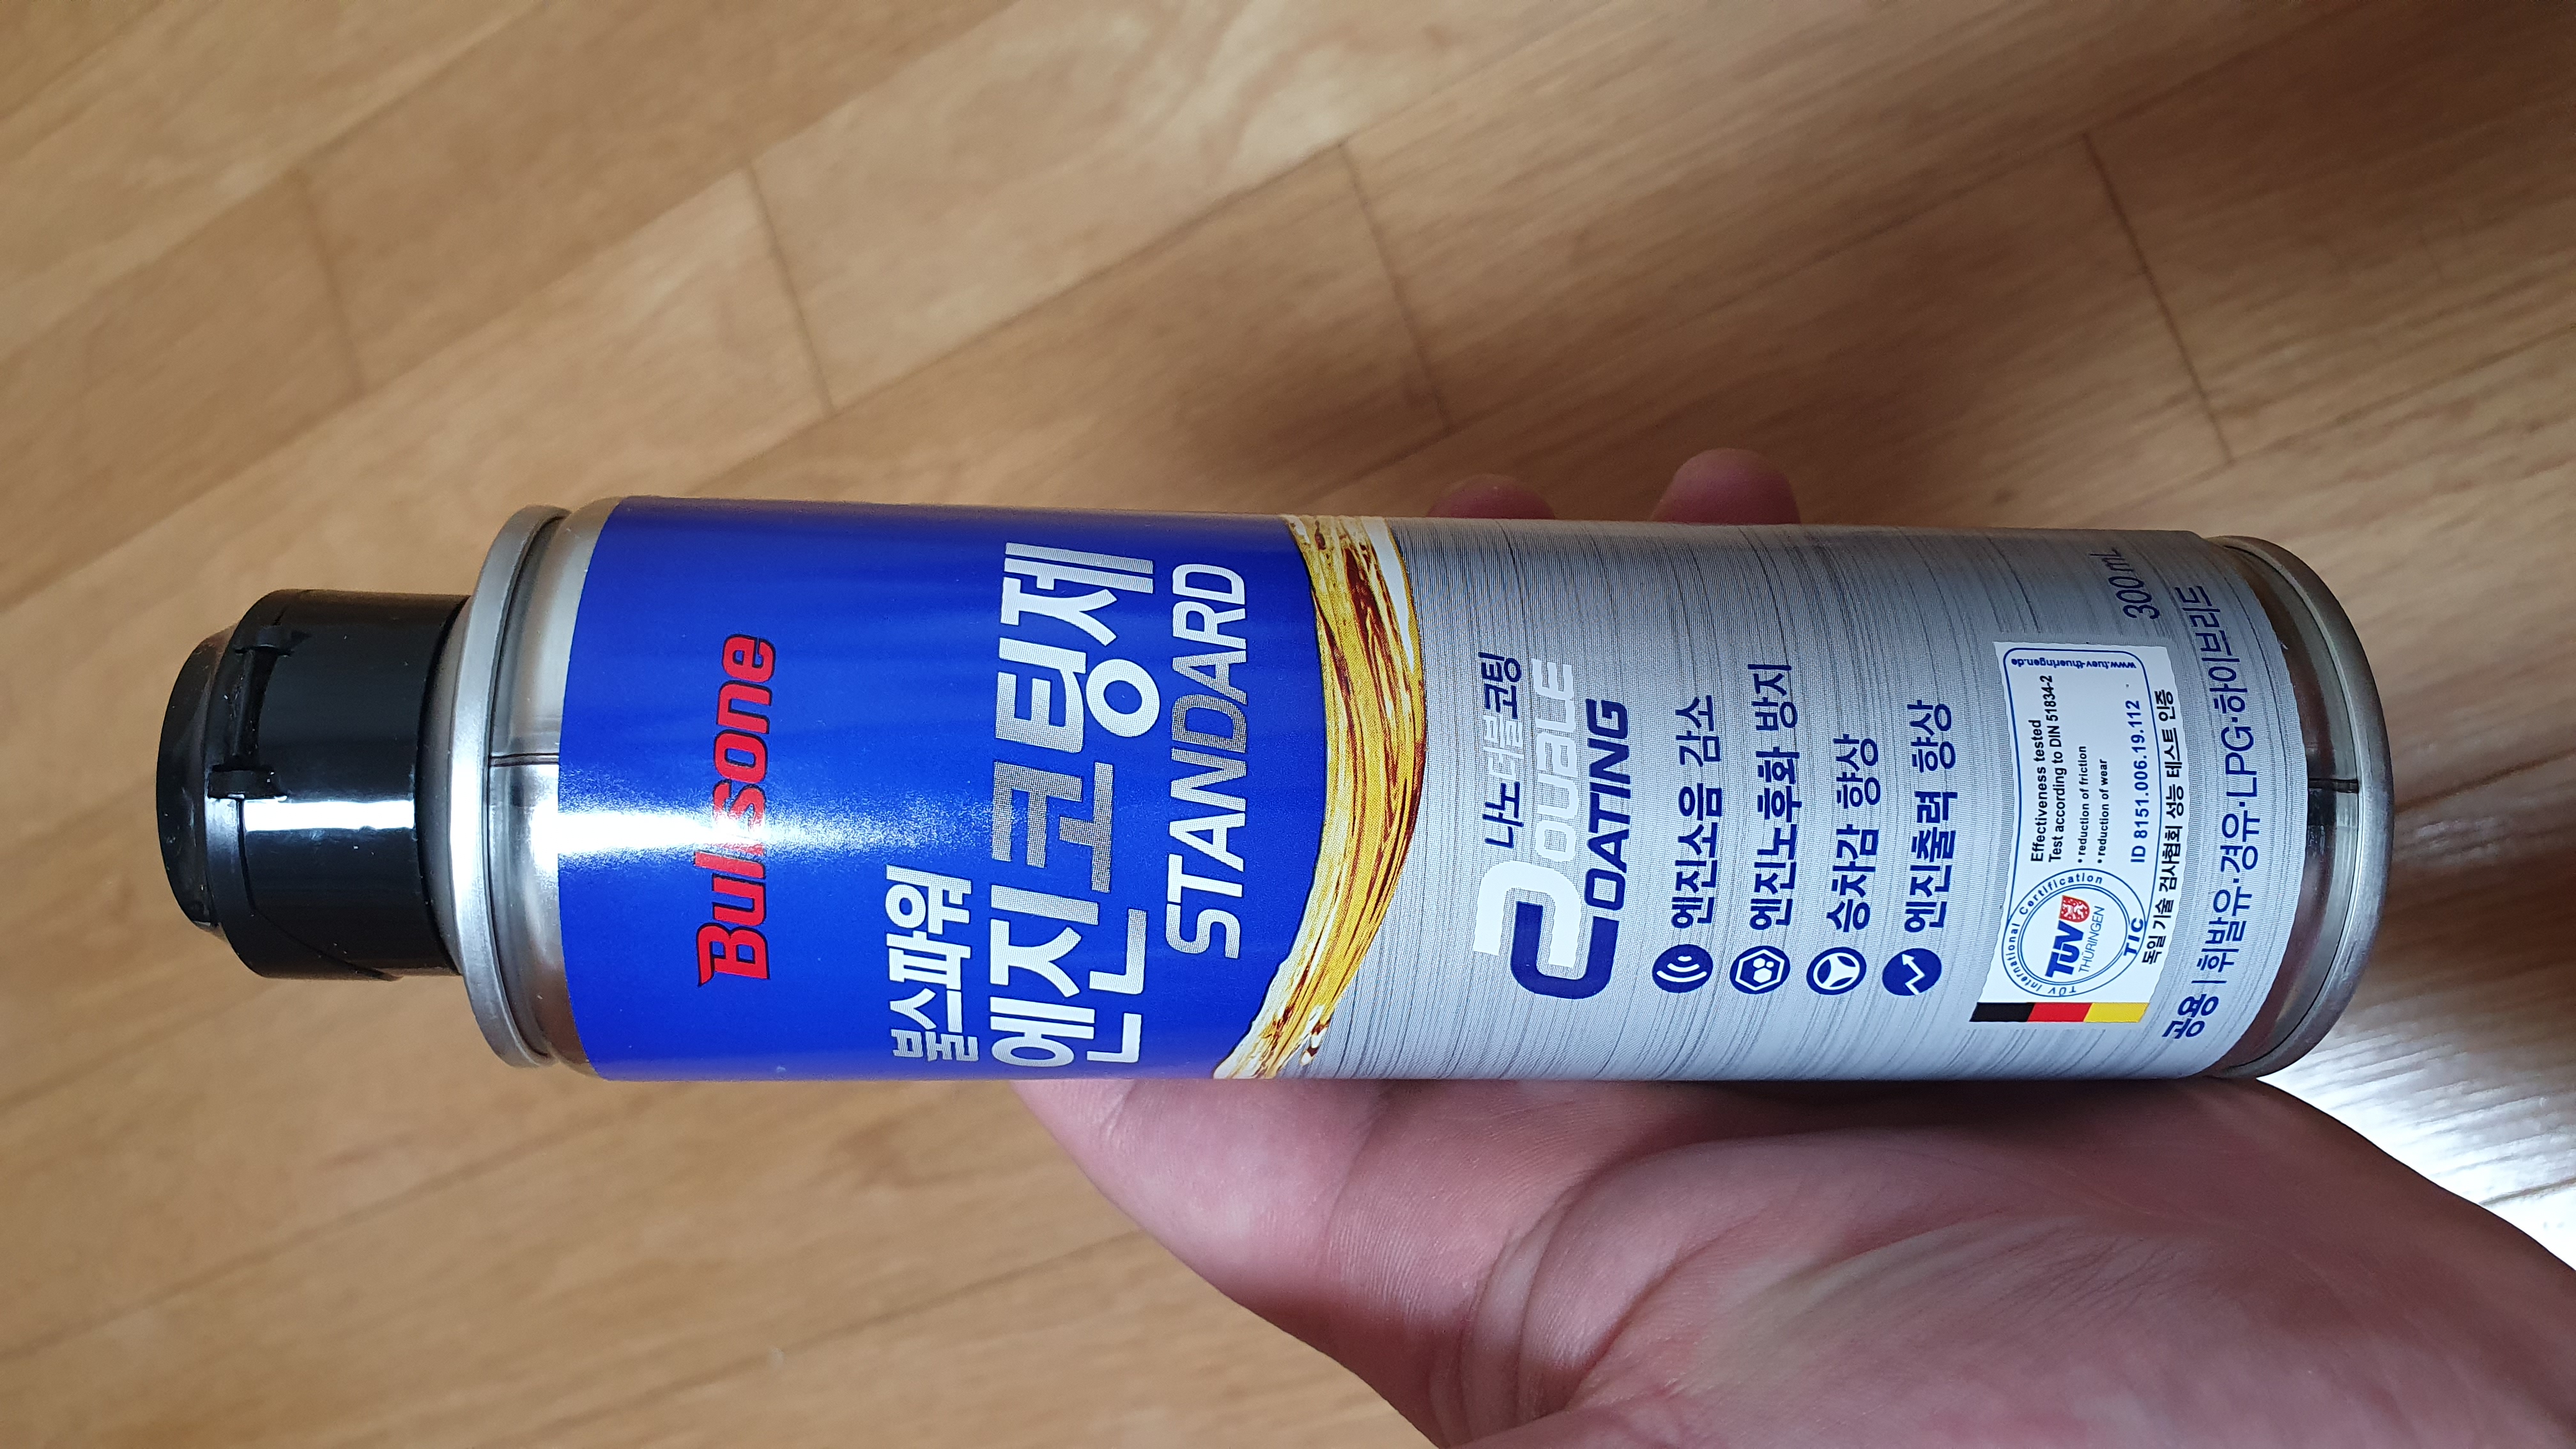 Bullsone
불스파워
엔진코팅제
STANDARD
나노더블코팅
DOUBLE
COATING
엔진소음 감소
엔진노후화 방지
승차감 향상
엔진출력 향상
TÜV International Certification
TÜV
THÜRINGEN
TIC
Effectiveness tested
Test according to DIN 51834-2
• reduction of friction
• reduction of wear
ID 8151.006.19.112
www.tuev-thueringen.de
독일 기술 검사협회 성능 테스트 인증
300 mL
공용 | 휘발유·경유·LPG·하이브리드